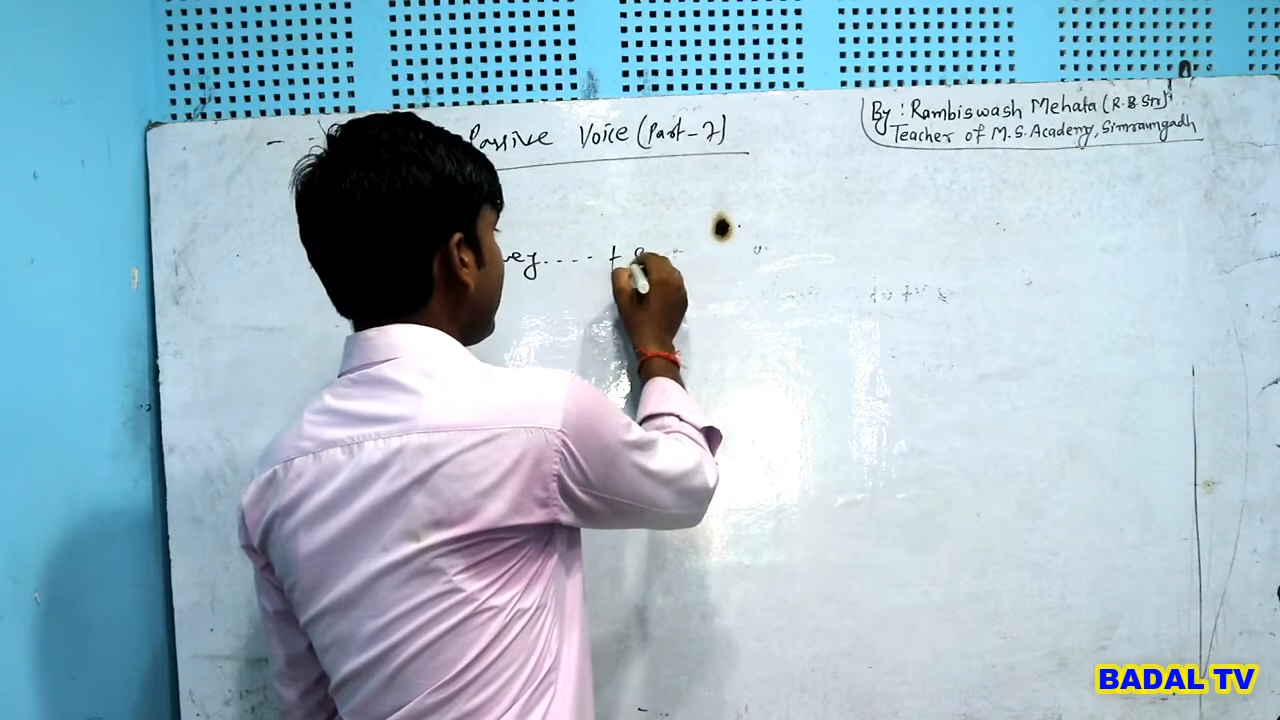 Passive Voice (Part-7)
By: Rambiswash Mehata (R.B Sir)
Teacher of M.S. Academy, Simraungadh
BADAL TV